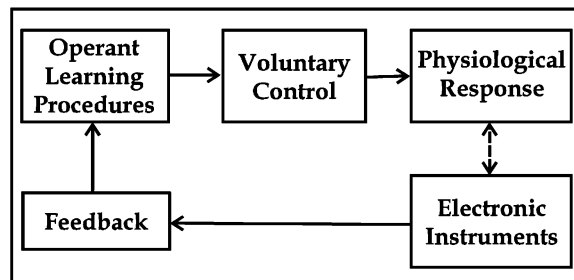 Operant
Learning
Procedures
Voluntary
Control
Physiological
Response
Feedback
Electronic
Instruments